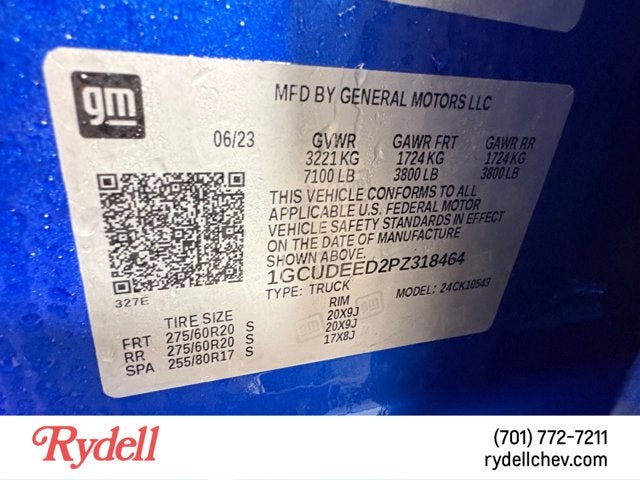 gm
MFD BY GENERAL MOTORS LLC
06/23 GVWR GAWR FRT GAWR RR
3221 KG 1724 KG 1724 KG
7100 LB 3800 LB 3800 LB
THIS VEHICLE CONFORMS TO ALL
APPLICABLE U.S. FEDERAL MOTOR
VEHICLE SAFETY STANDARDS IN EFFECT
ON THE DATE OF MANUFACTURE
SHOWN ABOVE.
1GCUDEED2PZ318464
327E TYPE: TRUCK MODEL: 24CK10543
TIRE SIZE RIM
FRT 275/60R20 S 20X9J
RR 275/60R20 S 20X9J
SPA 255/80R17 S 17X8J
Rydell
(701) 772-7211
rydellchev.com